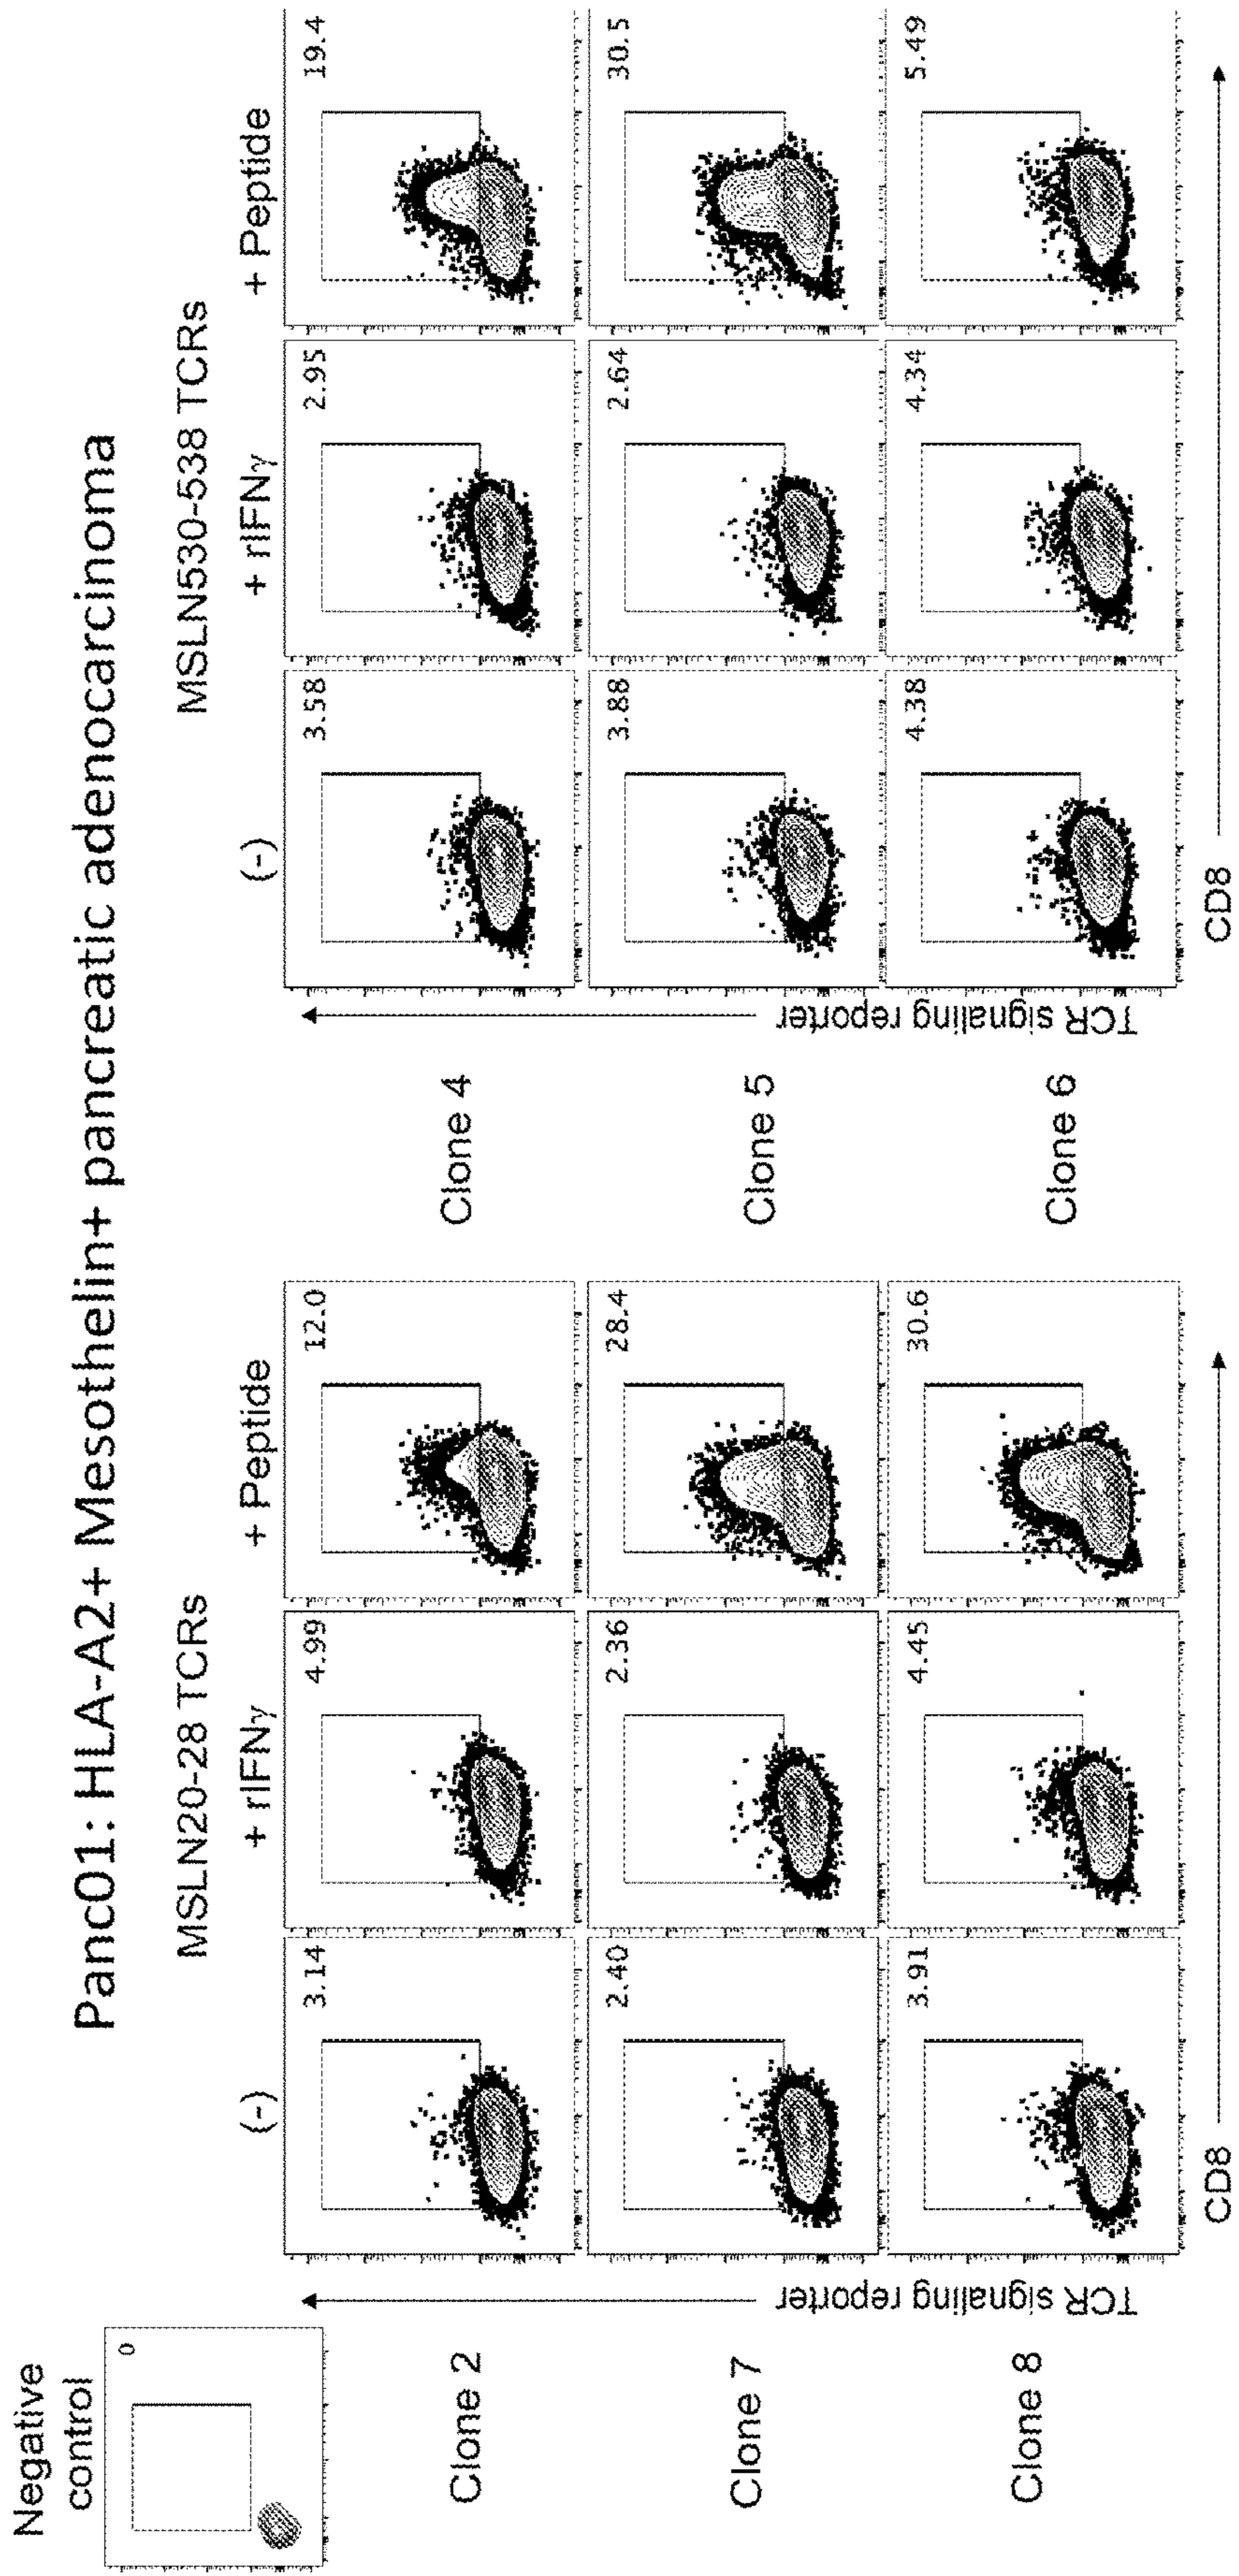 Panc01: HLA-A2+ Mesothelin+ pancreatic adenocarcinoma
Negative
control
0
MSLN20-28 TCRs
(-)
+ rIFNγ
+ Peptide
Clone 2
3.14
4.99
12.0
Clone 7
2.40
2.36
28.4
Clone 8
3.91
4.45
30.6
TCR signaling reporter
CD8
MSLN530-538 TCRs
(-)
+ rIFNγ
+ Peptide
Clone 4
3.58
2.95
19.4
Clone 5
3.88
2.64
30.5
Clone 6
4.38
4.34
5.49
TCR signaling reporter
CD8